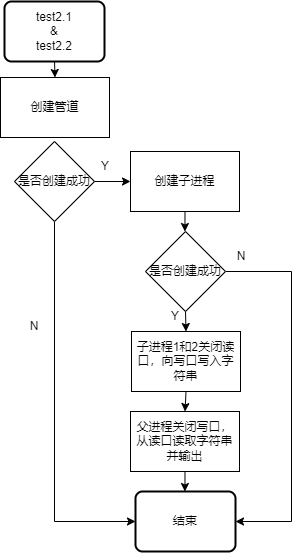 test2.1
&
test2.2
创建管道
是否创建成功
Y
创建子进程
是否创建成功
N
Y
N
子进程1和2关闭读
口，向写口写入字
符串
父进程关闭写口，
从读口读取字符串
并输出
结束